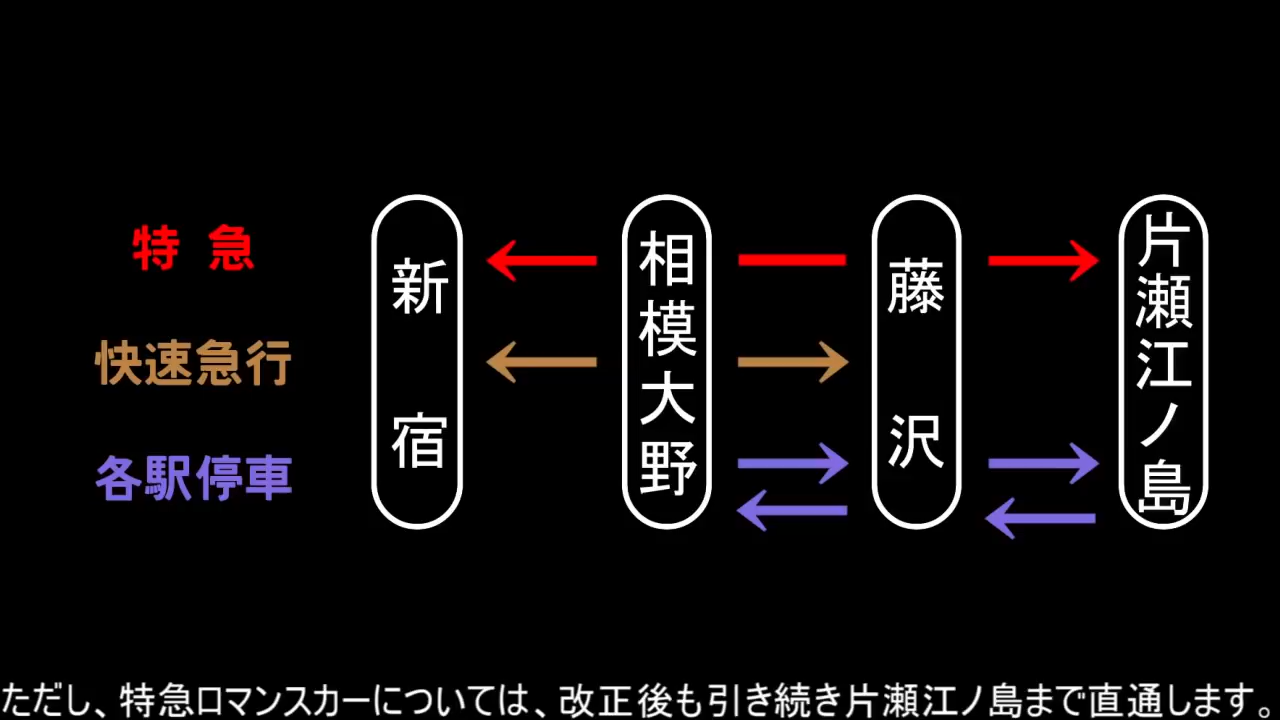 特急
快速急行
各駅停車
新宿
相模大野
藤沢
片瀬江ノ島
ただし、特急ロマンスカーについては、改正後も引き続き片瀬江ノ島まで直通します。